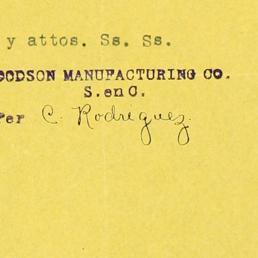 y attos. Ss. Ss.
OODSON MANUFACTURING CO.
S. en C.
Per C. Rodriguez.